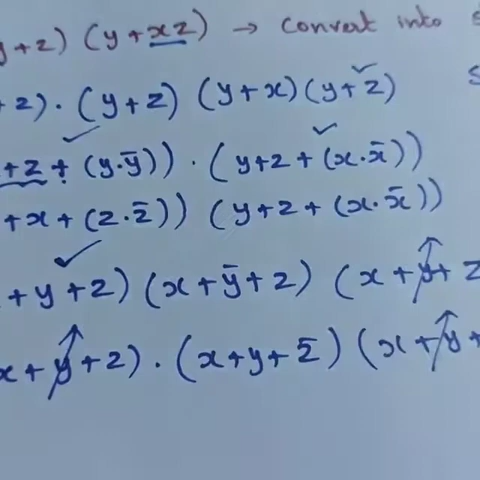 y+z) (y+xz) → convert into
+z) · (y+z) (y+x) (y+z)
+z + (y·ȳ)) · (y+z + (x·x̄))
+x + (z·z̄)) (y+z + (x·x̄))
+y+z) (x+ȳ+z) (x+y+z
x+y+z) · (x+y+z̄) (x+y+